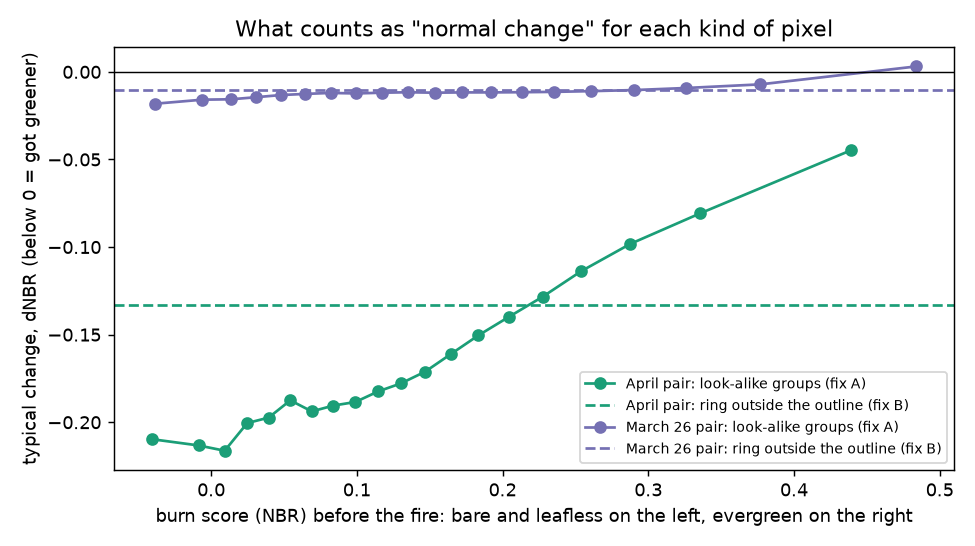 What counts as "normal change" for each kind of pixel
typical change, dNBR (below 0 = got greener)
0.00
−0.05
−0.10
−0.15
−0.20
April pair: look-alike groups (fix A)
April pair: ring outside the outline (fix B)
March 26 pair: look-alike groups (fix A)
March 26 pair: ring outside the outline (fix B)
0.0 0.1 0.2 0.3 0.4 0.5
burn score (NBR) before the fire: bare and leafless on the left, evergreen on the right